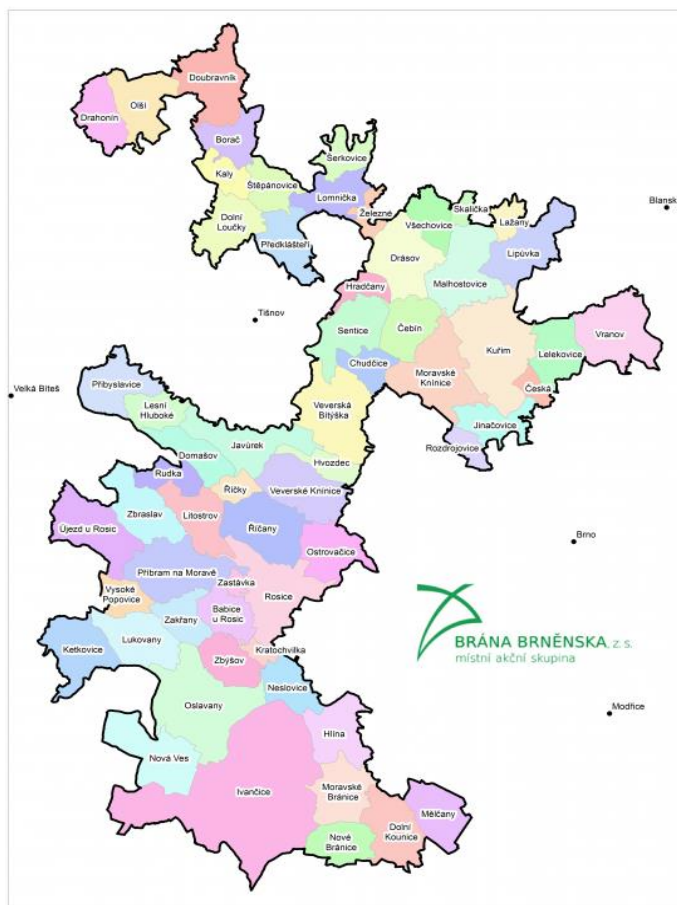 Doubravník
Olší
Drahonín
Borač
Šerkovice
Kaly
Štěpánovice
Lomnička
Železné
Dolní
Loučky
Předklášteří
Skalička
Všechovice
Lažany
Blansk
Lipůvka
Drásov
Malhostovice
Hradčany
Tišnov
Sentice
Čebín
Kuřim
Vranov
Lelekovice
Chudčice
Moravské
Knínice
Česká
Velká Bíteš
Přibyslavice
Lesní
Hluboké
Veverská
Bítýška
Jinačovice
Rozdrojovice
Javůrek
Domašov
Hvozdec
Rudka
Říčky
Veverské Knínice
Zbraslav
Litostrov
Újezd u Rosic
Říčany
Ostrovačice
Brno
Příbram na Moravě
Zastávka
Vysoké
Popovice
Rosice
Babice
u Rosic
Zakřany
Lukovany
Ketkovice
Kratochvilka
Zbýšov
BRÁNA BRNĚNSKA, z. s.
místní akční skupina
Neslovice
Oslavany
Modřice
Hlína
Nová Ves
Ivančice
Moravské
Bránice
Mělčany
Dolní
Kounice
Nové
Bránice